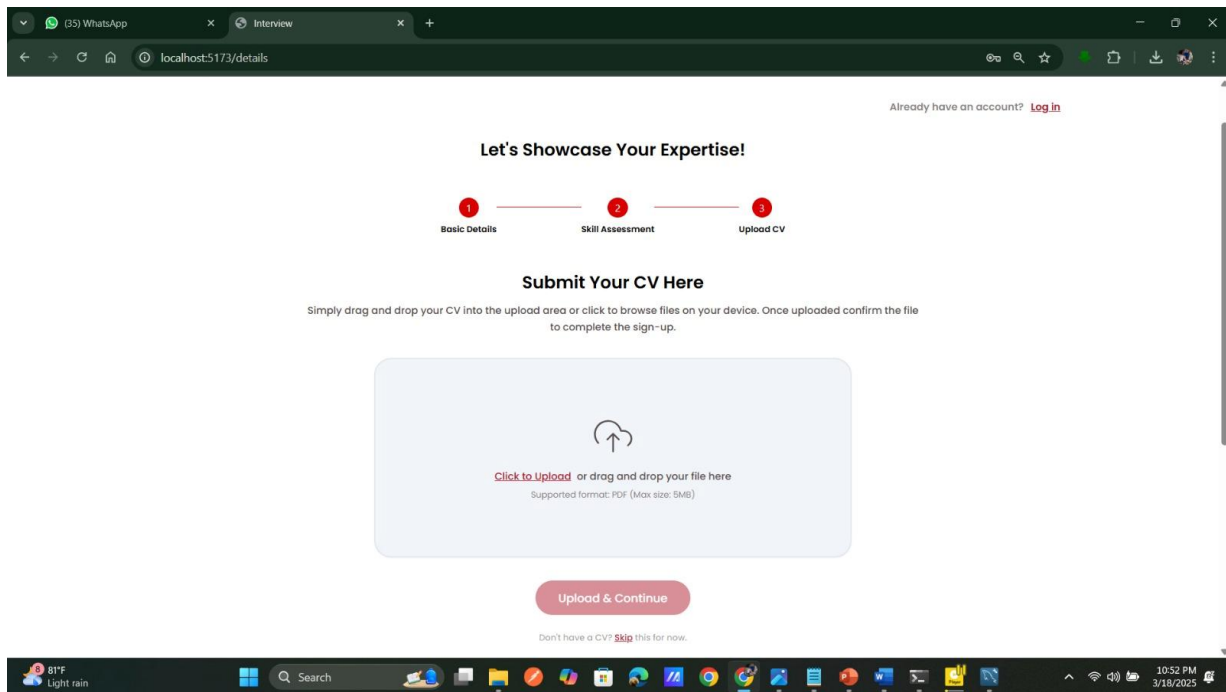 (35) WhatsApp
Interview
localhost:5173/details
Already have an account? Log in
Let's Showcase Your Expertise!
1
2
3
Basic Details
Skill Assessment
Upload CV
Submit Your CV Here
Simply drag and drop your CV into the upload area or click to browse files on your device. Once uploaded confirm the file
to complete the sign-up.
Click to Upload or drag and drop your file here
Supported format: PDF (Max size: 5MB)
Upload & Continue
Don't have a CV? Skip this for now.
8
81°F
Light rain
Search
10:52 PM
3/18/2025